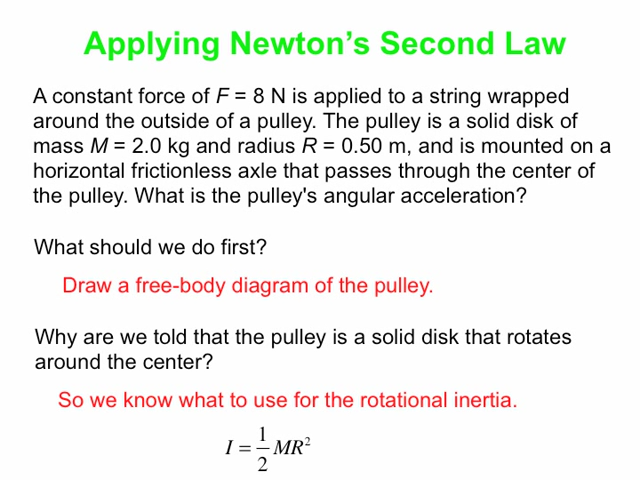 Applying Newton's Second Law
A constant force of F = 8 N is applied to a string wrapped
around the outside of a pulley. The pulley is a solid disk of
mass M = 2.0 kg and radius R = 0.50 m, and is mounted on a
horizontal frictionless axle that passes through the center of
the pulley. What is the pulley's angular acceleration?
What should we do first?
Draw a free-body diagram of the pulley.
Why are we told that the pulley is a solid disk that rotates
around the center?
So we know what to use for the rotational inertia.
I = 1/2 MR²